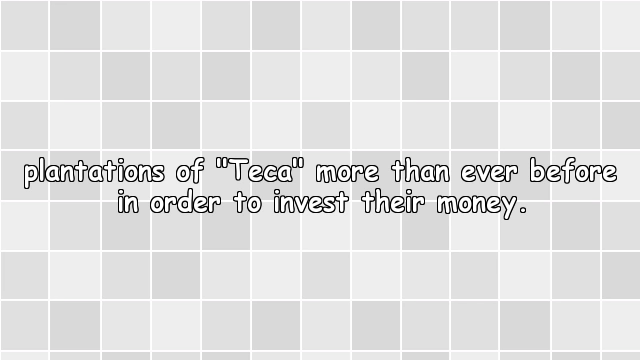 plantations of "Teca" more than ever before
in order to invest their money.